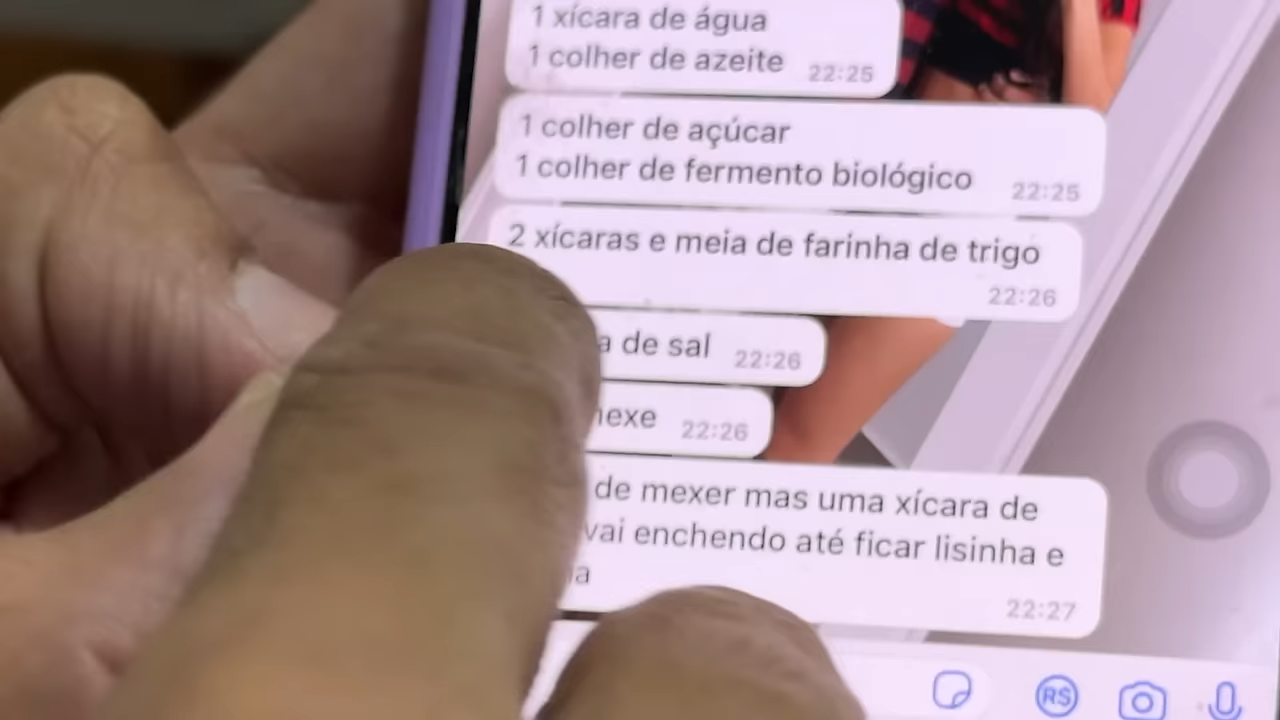 1 xícara de água
1 colher de azeite 22:25
1 colher de açúcar
1 colher de fermento biológico 22:25
2 xícaras e meia de farinha de trigo
22:26
de sal 22:26
22:26
de mexer mas uma xícara de
vai enchendo até ficar lisinha e
22:27
R$